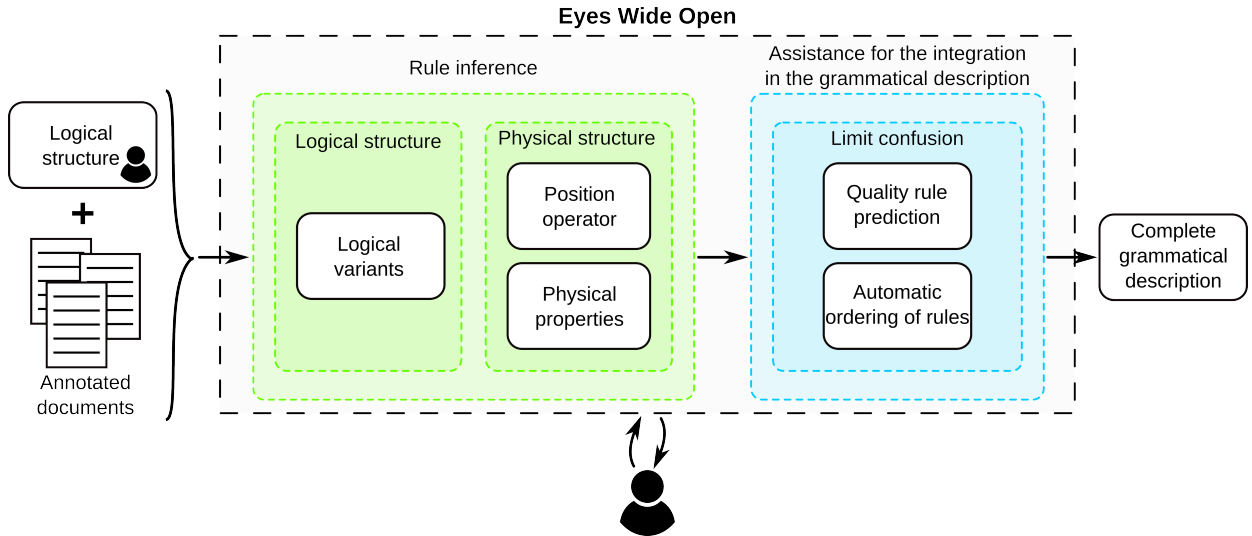 Eyes Wide Open
Rule inference
Assistance for the integration
in the grammatical description
Logical
structure
+
Annotated
documents
Logical structure
Logical
variants
Physical structure
Position
operator
Physical
properties
Limit confusion
Quality rule
prediction
Automatic
ordering of rules
Complete
grammatical
description